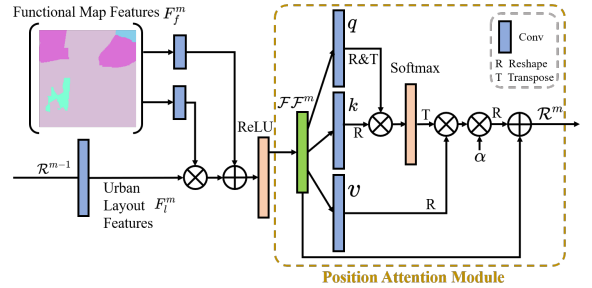 Functional Map Features $F_f^m$
$q$
Conv
R Reshape
T Transpose
R&T
Softmax
$\mathcal{FF}^m$
$k$
ReLU
R
T
R
$\mathcal{R}^m$
$\mathcal{R}^{m-1}$
$\alpha$
Urban
Layout $F_l^m$
Features
$v$
R
Position Attention Module